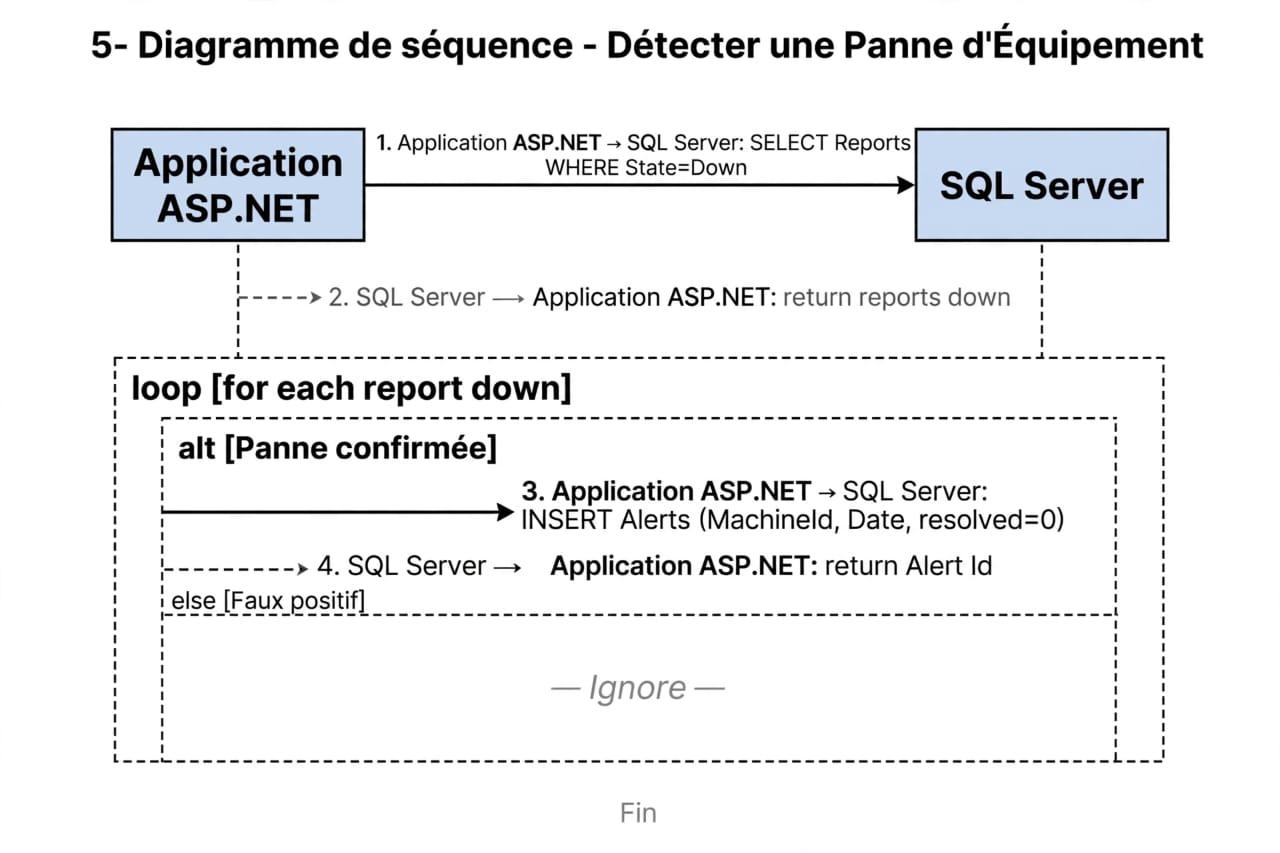 5- Diagramme de séquence - Détecter une Panne d'Équipement
Application
ASP.NET
1. Application ASP.NET → SQL Server: SELECT Reports
WHERE State=Down
SQL Server
2. SQL Server → Application ASP.NET: return reports down
loop [for each report down]
alt [Panne confirmée]
3. Application ASP.NET → SQL Server:
INSERT Alerts (MachineId, Date, resolved=0)
4. SQL Server → Application ASP.NET: return Alert Id
else [Faux positif]
— Ignore —
Fin